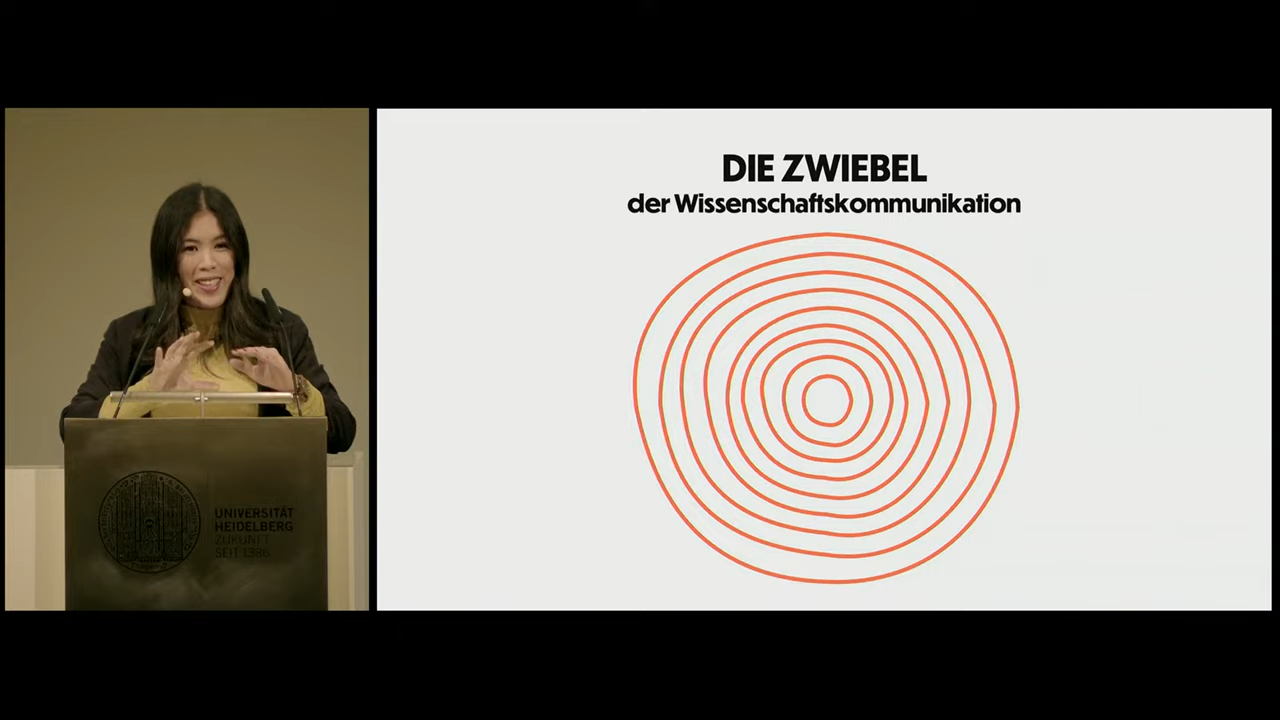 DIE ZWIEBEL
der Wissenschaftskommunikation
UNIVERSITÄT
HEIDELBERG
ZUKUNFT
SEIT 1386